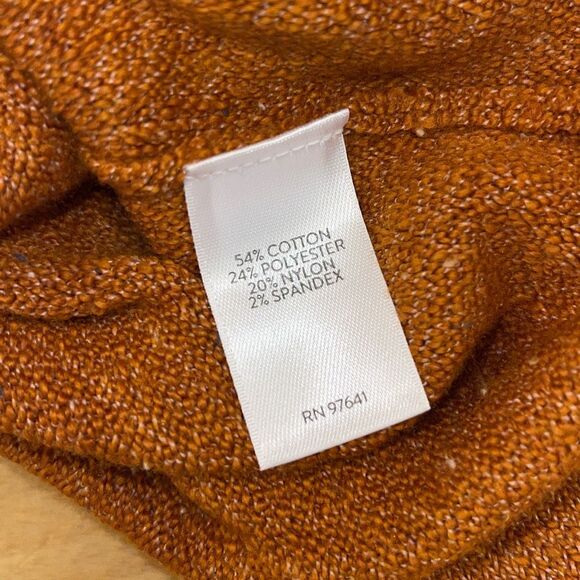 54% COTTON
24% POLYESTER
20% NYLON
2% SPANDEX
RN 97641